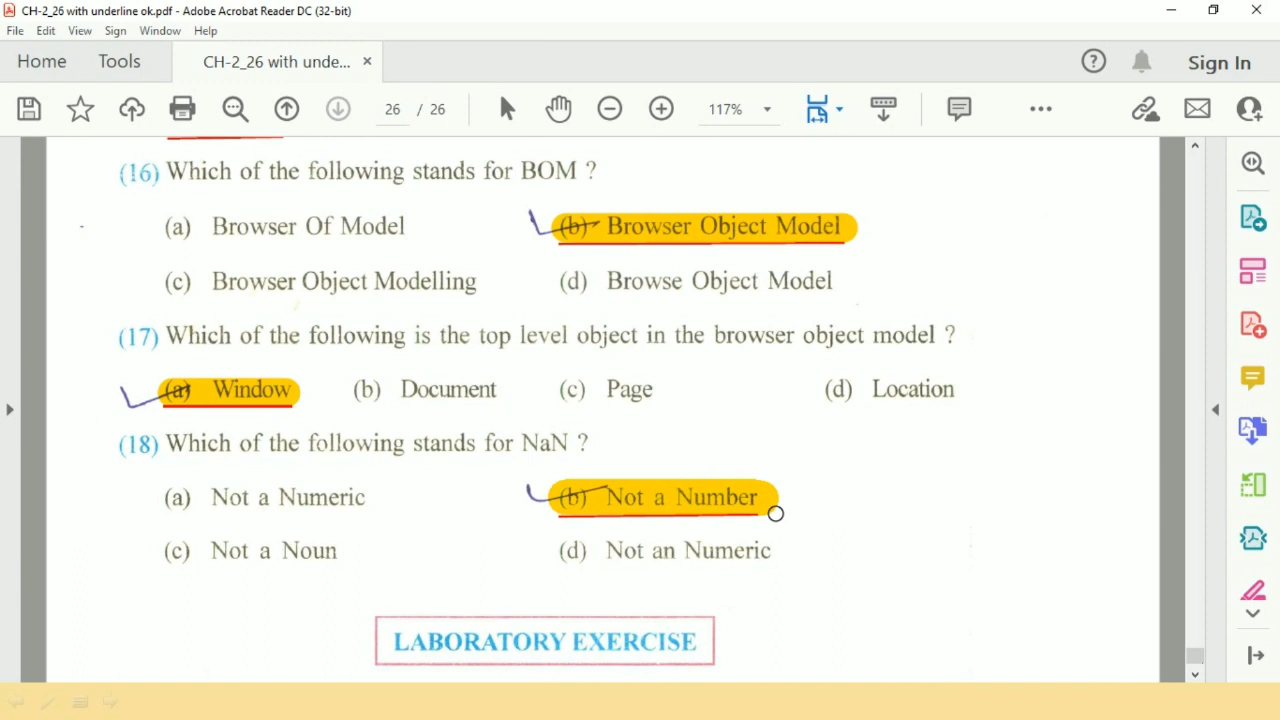 CH-2_26 with underline ok.pdf - Adobe Acrobat Reader DC (32-bit)
File Edit View Sign Window Help
Home Tools CH-2_26 with unde... × Sign In
26 / 26 117%
(16) Which of the following stands for BOM ?
(a) Browser Of Model (b) Browser Object Model
(c) Browser Object Modelling (d) Browse Object Model
(17) Which of the following is the top level object in the browser object model ?
(a) Window (b) Document (c) Page (d) Location
(18) Which of the following stands for NaN ?
(a) Not a Numeric (b) Not a Number
(c) Not a Noun (d) Not an Numeric
LABORATORY EXERCISE